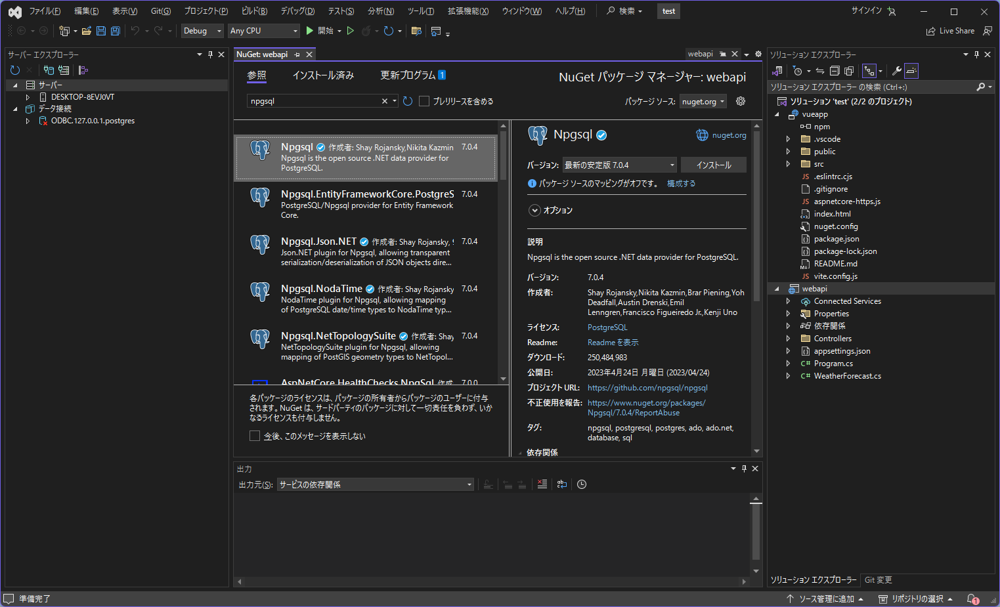 ファイル(F) 編集(E) 表示(V) Git(G) プロジェクト(P) ビルド(B) デバッグ(D) テスト(S) 分析(N) ツール(T) 拡張機能(X) ウィンドウ(W) ヘルプ(H) 検索 test サインイン
Debug Any CPU 開始 Live Share
サーバー エクスプローラー
サーバー
DESKTOP-8EVJ0VT
データ接続
ODBC.127.0.0.1.postgres
NuGet: webapi
webapi
参照 インストール済み 更新プログラム 1
NuGet パッケージ マネージャー: webapi
npgsql
プレリリースを含める
パッケージ ソース: nuget.org
Npgsql 作成者: Shay Rojansky,Nikita Kazmin 7.0.4
Npgsql is the open source .NET data provider for
PostgreSQL.
Npgsql.EntityFrameworkCore.PostgreS 7.0.4
PostgreSQL/Npgsql provider for Entity Framework
Core.
Npgsql.Json.NET 作成者: Shay Rojansky, 7.0.4
Json.NET plugin for Npgsql, allowing transparent
serialization/deserialization of JSON objects dire...
Npgsql.NodaTime 作成者: Shay Rojansky 7.0.4
NodaTime plugin for Npgsql, allowing mapping
of PostgreSQL date/time types to NodaTime typ...
Npgsql.NetTopologySuite 作成者: Shay 7.0.4
NetTopologySuite plugin for Npgsql, allowing
mapping of PostGIS geometry types to NetTopol...
AspNetCore.HealthChecks.NpgSql 作成 7.0.0
各パッケージのライセンスは、パッケージの所有者からパッケージのユーザーに付与
されます。NuGet は、サードパーティのパッケージに対して一切責任を負わず、いか
なるライセンスも付与しません。
今後、このメッセージを表示しない
Npgsql
nuget.org
バージョン: 最新の安定版 7.0.4 インストール
パッケージ ソースのマッピングがオフです。 構成する
オプション
説明
Npgsql is the open source .NET data provider for PostgreSQL.
バージョン: 7.0.4
作成者: Shay Rojansky,Nikita Kazmin,Brar Piening,Yoh
Deadfall,Austin Drenski,Emil
Lenngren,Francisco Figueiredo Jr.,Kenji Uno
ライセンス: PostgreSQL
Readme: Readme を表示
ダウンロード: 250,484,983
公開日: 2023年4月24日 月曜日 (2023/04/24)
プロジェクト URL: https://github.com/npgsql/npgsql
不正使用を報告: https://www.nuget.org/packages/
Npgsql/7.0.4/ReportAbuse
タグ: npgsql, postgresql, postgres, ado, ado.net,
database, sql
依存関係
出力
出力元(S): サービスの依存関係
ソリューション エクスプローラー
ソリューション エクスプローラー の検索 (Ctrl+:)
ソリューション 'test' (2/2 のプロジェクト)
vueapp
npm
.vscode
public
src
JS .eslintrc.cjs
.gitignore
JS aspnetcore-https.js
index.html
nuget.config
package.json
package-lock.json
README.md
JS vite.config.js
webapi
Connected Services
Properties
依存関係
Controllers
appsettings.json
C# Program.cs
C# WeatherForecast.cs
ソリューション エクスプローラー Git 変更
準備完了
ソース管理に追加 リポジトリの選択 1